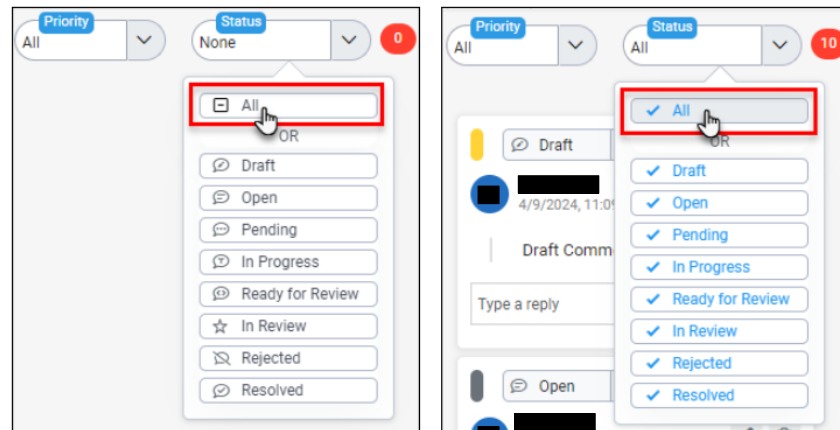 Priority
All
Status
None
0
All
OR
Draft
Open
Pending
In Progress
Ready for Review
In Review
Rejected
Resolved
Priority
All
Status
All
10
All
OR
Draft
Open
Pending
In Progress
Ready for Review
In Review
Rejected
Resolved
Draft
4/9/2024, 11:09
Draft Comm
Type a reply
Open